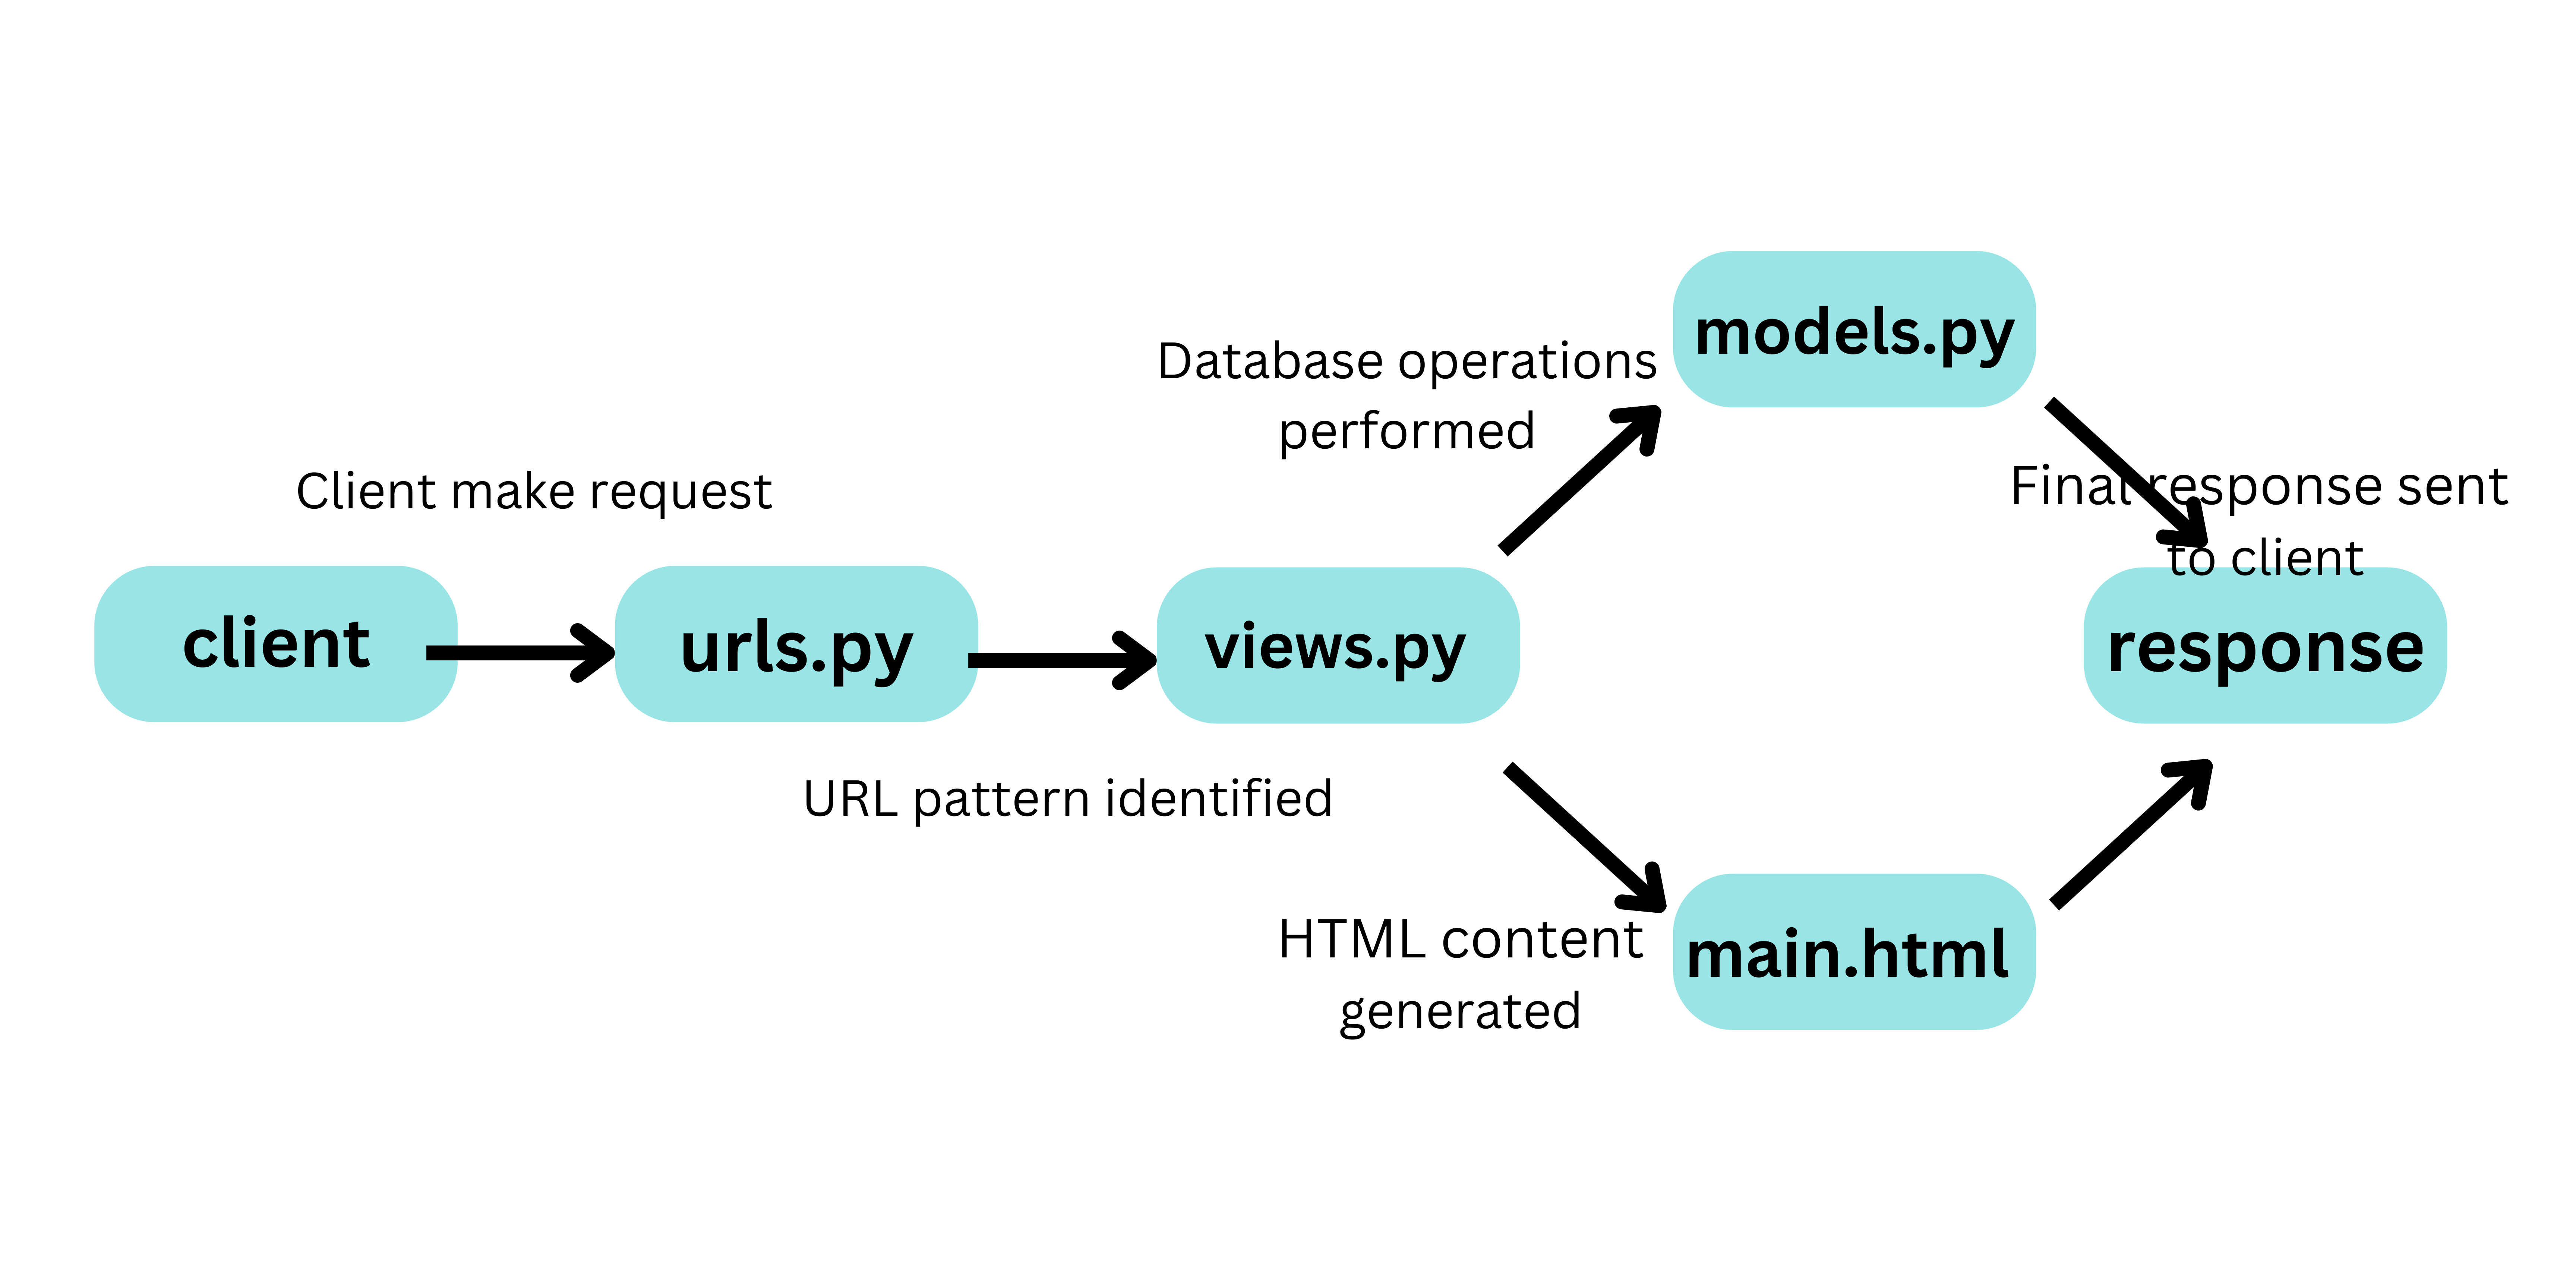 models.py
Database operations
performed
Client make request
Final response sent
to client
client
urls.py
views.py
response
URL pattern identified
HTML content
generated
main.html